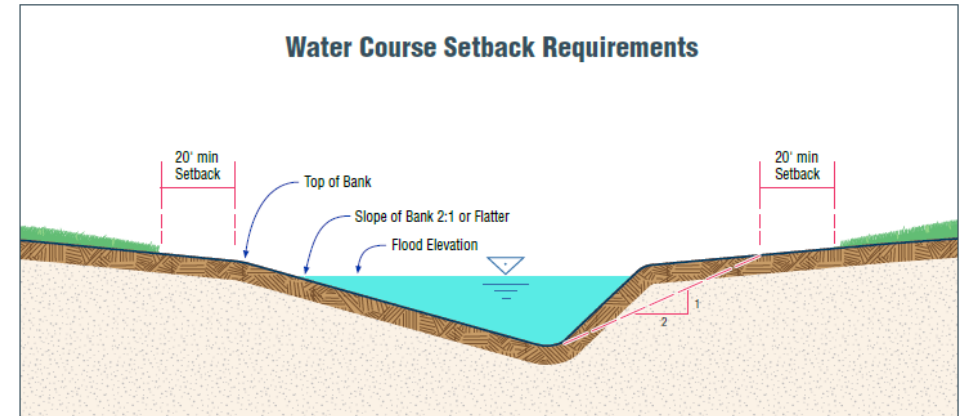 Water Course Setback Requirements
20' min
Setback
20' min
Setback
Top of Bank
Slope of Bank 2:1 or Flatter
Flood Elevation
1
2